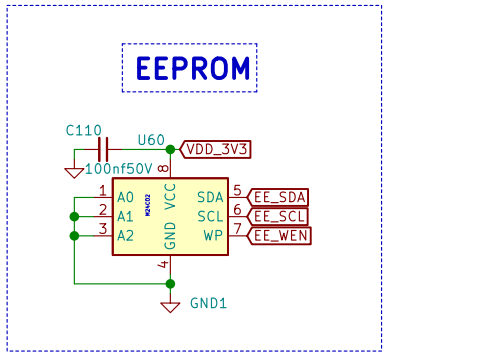 EEPROM
C110
U60
VDD_3V3
100nf50V
8
1 A0 VCC SDA 5 EE_SDA
2 A1 M24C02 SCL 6 EE_SCL
3 A2 GND WP 7 EE_WEN
4
GND1